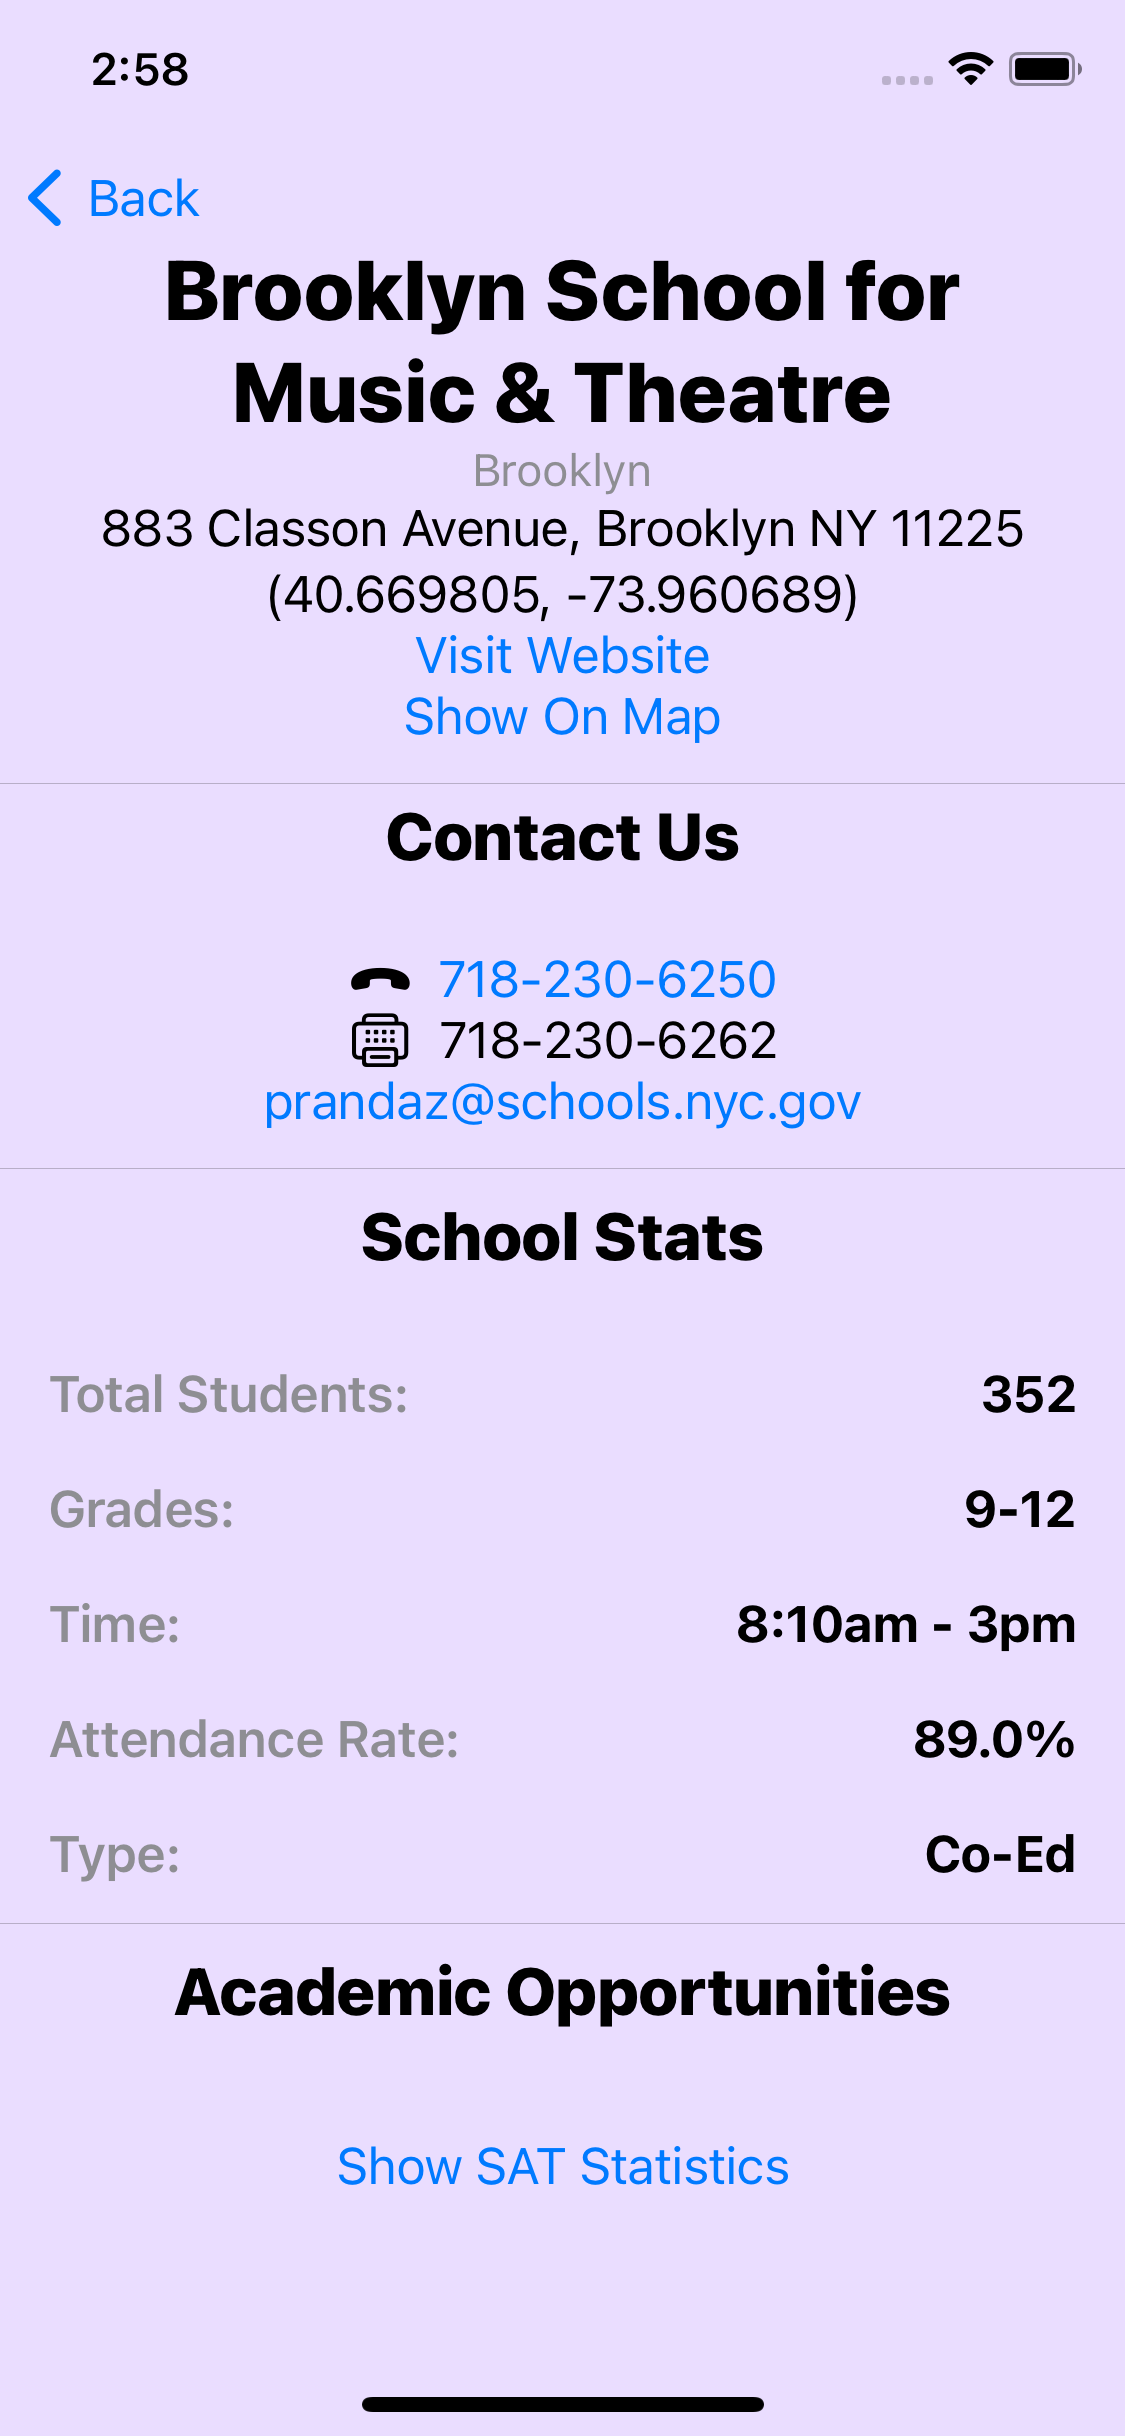 2:58
Back
Brooklyn School for
Music & Theatre
Brooklyn
883 Classon Avenue, Brooklyn NY 11225
(40.669805, -73.960689)
Visit Website
Show On Map
Contact Us
718-230-6250
718-230-6262
prandaz@schools.nyc.gov
School Stats
Total Students: 352
Grades: 9-12
Time: 8:10am - 3pm
Attendance Rate: 89.0%
Type: Co-Ed
Academic Opportunities
Show SAT Statistics